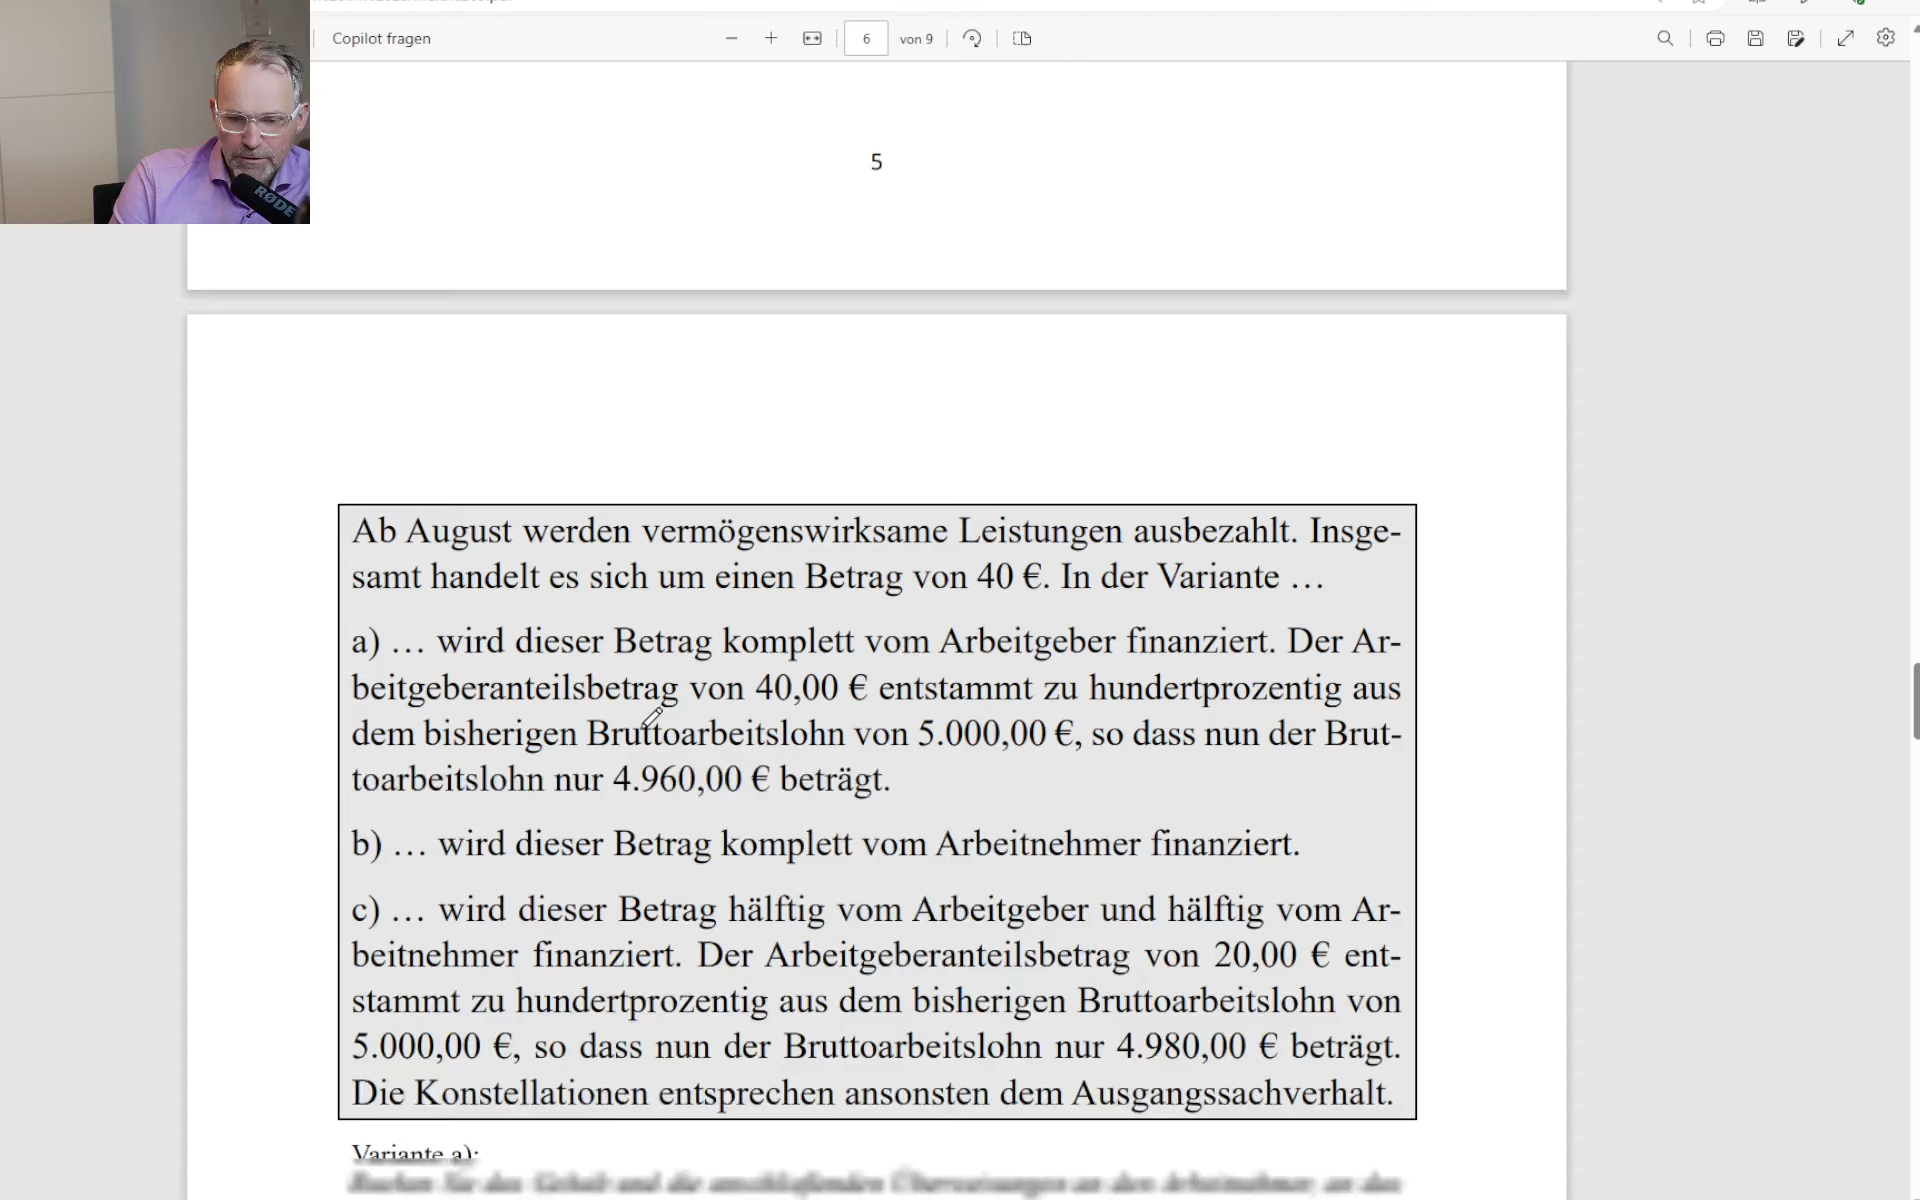 Copilot fragen
6 von 9
RØDE
5
Ab August werden vermögenswirksame Leistungen ausbezahlt. Insge-
samt handelt es sich um einen Betrag von 40 €. In der Variante …
a) … wird dieser Betrag komplett vom Arbeitgeber finanziert. Der Ar-
beitgeberanteilsbetrag von 40,00 € entstammt zu hundertprozentig aus
dem bisherigen Bruttoarbeitslohn von 5.000,00 €, so dass nun der Brut-
toarbeitslohn nur 4.960,00 € beträgt.
b) … wird dieser Betrag komplett vom Arbeitnehmer finanziert.
c) … wird dieser Betrag hälftig vom Arbeitgeber und hälftig vom Ar-
beitnehmer finanziert. Der Arbeitgeberanteilsbetrag von 20,00 € ent-
stammt zu hundertprozentig aus dem bisherigen Bruttoarbeitslohn von
5.000,00 €, so dass nun der Bruttoarbeitslohn nur 4.980,00 € beträgt.
Die Konstellationen entsprechen ansonsten dem Ausgangssachverhalt.
Variante a):